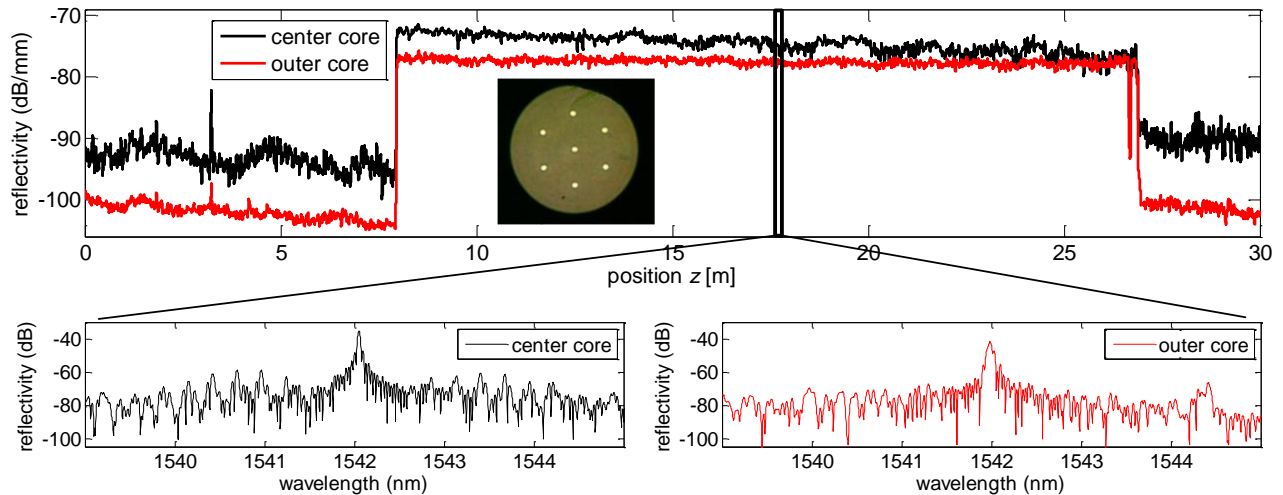 reflectivity (dB/mm)
-70
-80
-90
-100
center core
outer core
0 5 10 15 20 25 30
position z [m]
reflectivity (dB)
-40
-60
-80
-100
center core
1540 1541 1542 1543 1544
wavelength (nm)
reflectivity (dB)
-40
-60
-80
-100
outer core
1540 1541 1542 1543 1544
wavelength (nm)